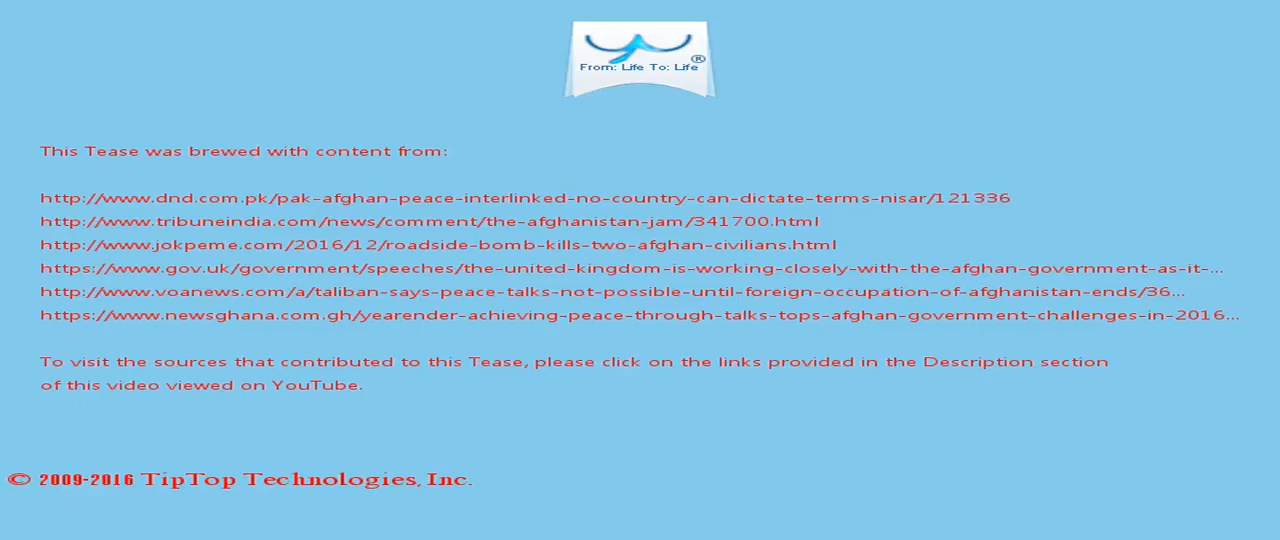 From: Life To: Life®
This Tease was brewed with content from:
http://www.dnd.com.pk/pak-afghan-peace-interlinked-no-country-can-dictate-terms-nisar/121336
http://www.tribuneindia.com/news/comment/the-afghanistan-jam/341700.html
http://www.jokpeme.com/2016/12/roadside-bomb-kills-two-afghan-civilians.html
https://www.gov.uk/government/speeches/the-united-kingdom-is-working-closely-with-the-afghan-government-as-it-...
http://www.voanews.com/a/taliban-says-peace-talks-not-possible-until-foreign-occupation-of-afghanistan-ends/36...
https://www.newsghana.com.gh/yearender-achieving-peace-through-talks-tops-afghan-government-challenges-in-2016...
To visit the sources that contributed to this Tease, please click on the links provided in the Description section
of this video viewed on YouTube.
© 2009-2016 TipTop Technologies, Inc.